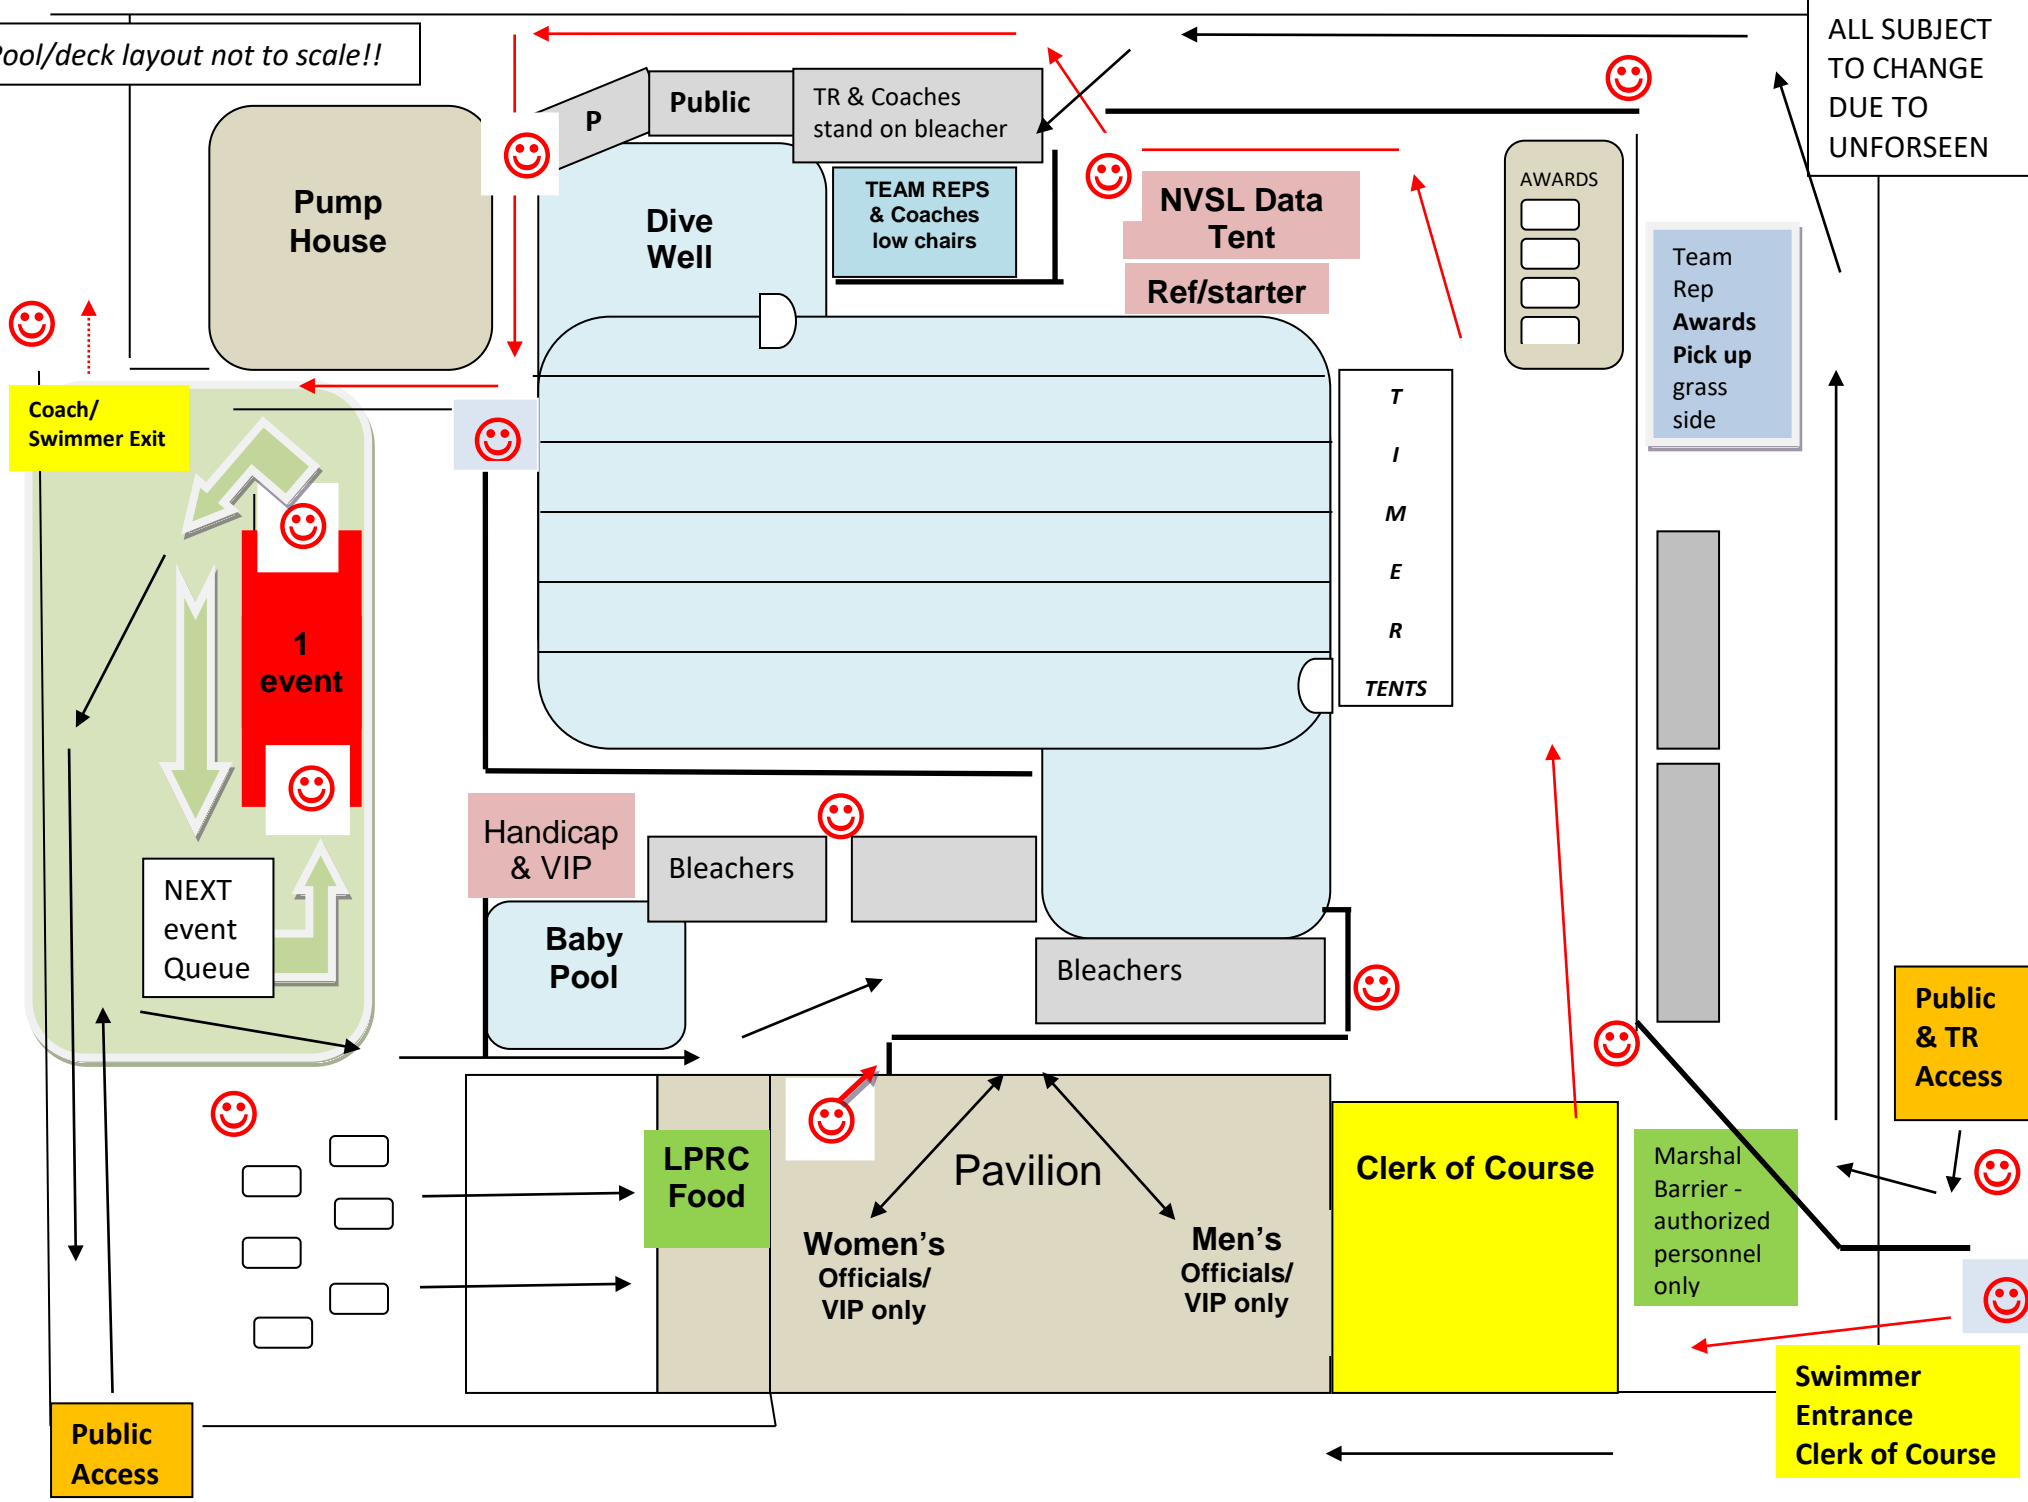 Pool/deck layout not to scale!!
ALL SUBJECT
TO CHANGE
DUE TO
UNFORSEEN
P
Public
TR & Coaches
stand on bleacher
Pump
House
Dive
Well
TEAM REPS
& Coaches
low chairs
NVSL Data
Tent
Ref/starter
AWARDS
Team
Rep
Awards
Pick up
grass
side
Coach/
Swimmer Exit
T
I
M
E
R
TENTS
1
event
NEXT
event
Queue
Handicap
& VIP
Bleachers
Baby
Pool
Bleachers
Public
& TR
Access
LPRC
Food
Pavilion
Women's
Officials/
VIP only
Men's
Officials/
VIP only
Clerk of Course
Marshal
Barrier -
authorized
personnel
only
Public
Access
Swimmer
Entrance
Clerk of Course